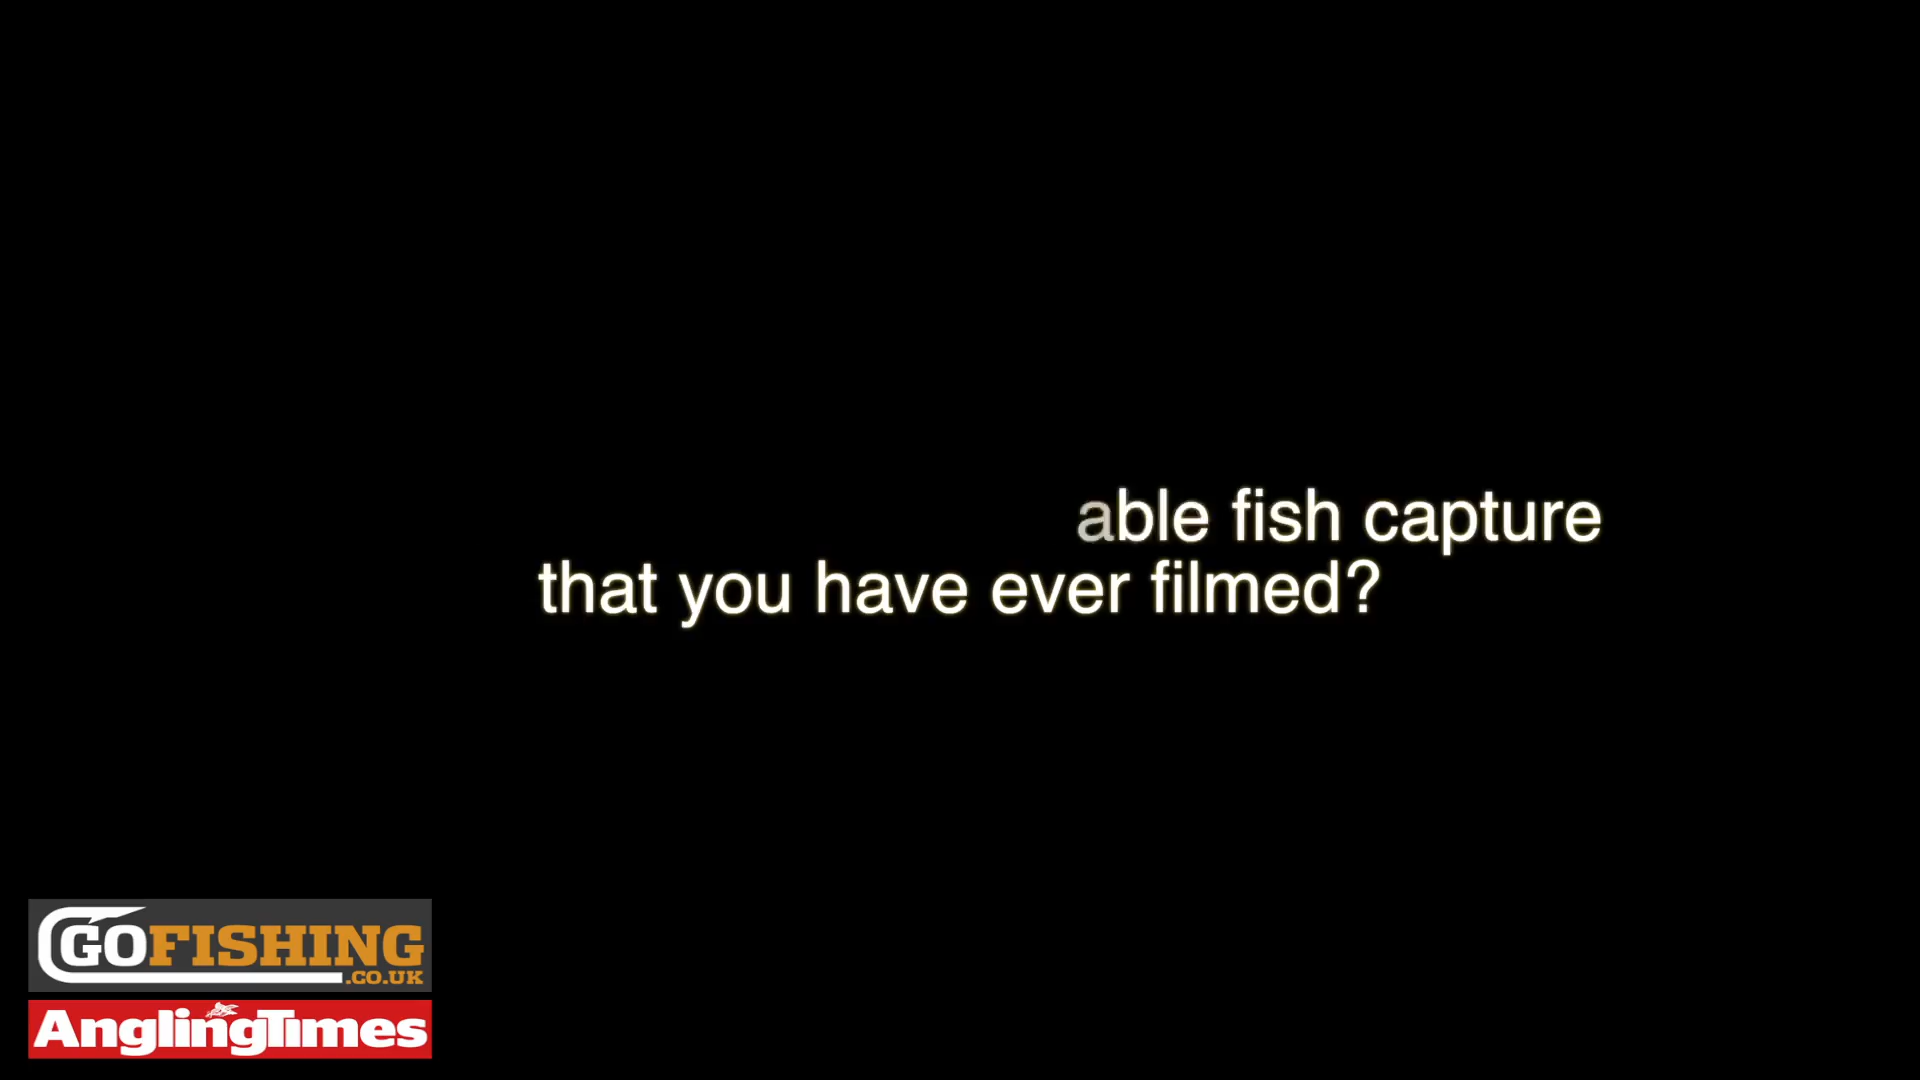 able fish capture
that you have ever filmed?
GOFISHING
.CO.UK
AnglingTimes